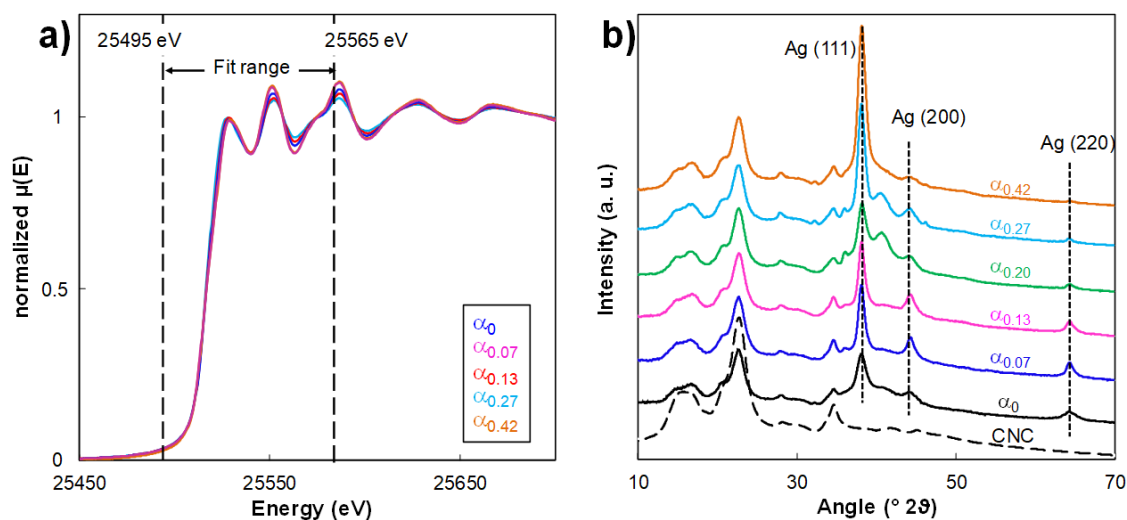 a)
25495 eV
25565 eV
Fit range
normalized µ(E)
1
0.5
0
α0
α0.07
α0.13
α0.27
α0.42
25450
25550
25650
Energy (eV)
b)
Ag (111)
Ag (200)
Ag (220)
Intensity (a. u.)
α0.42
α0.27
α0.20
α0.13
α0.07
α0
CNC
10
30
50
70
Angle (° 2ϑ)